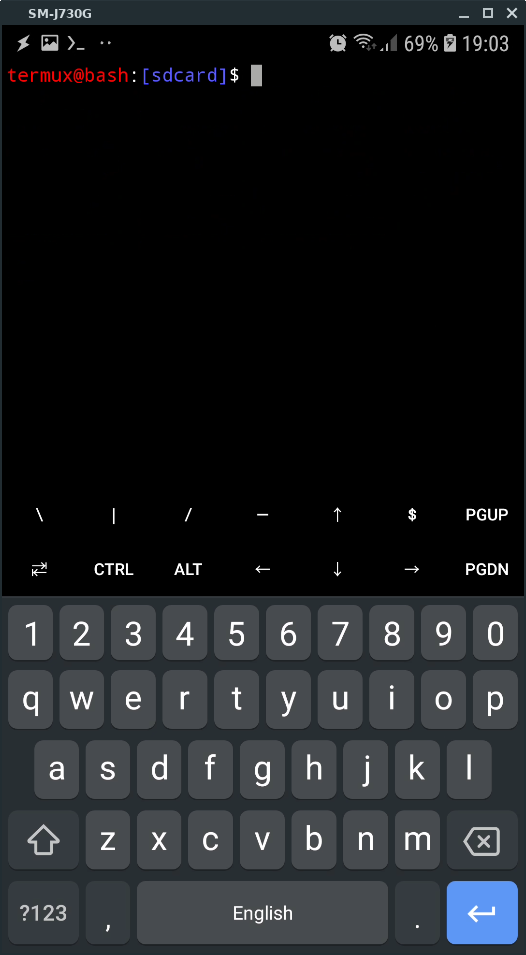 SM-J730G
69% 19:03
termux@bash:[sdcard]$
\ | / — ↑ $ PGUP
⇄ CTRL ALT ← ↓ → PGDN
1 2 3 4 5 6 7 8 9 0
q w e r t y u i o p
a s d f g h j k l
z x c v b n m
?123 , English .